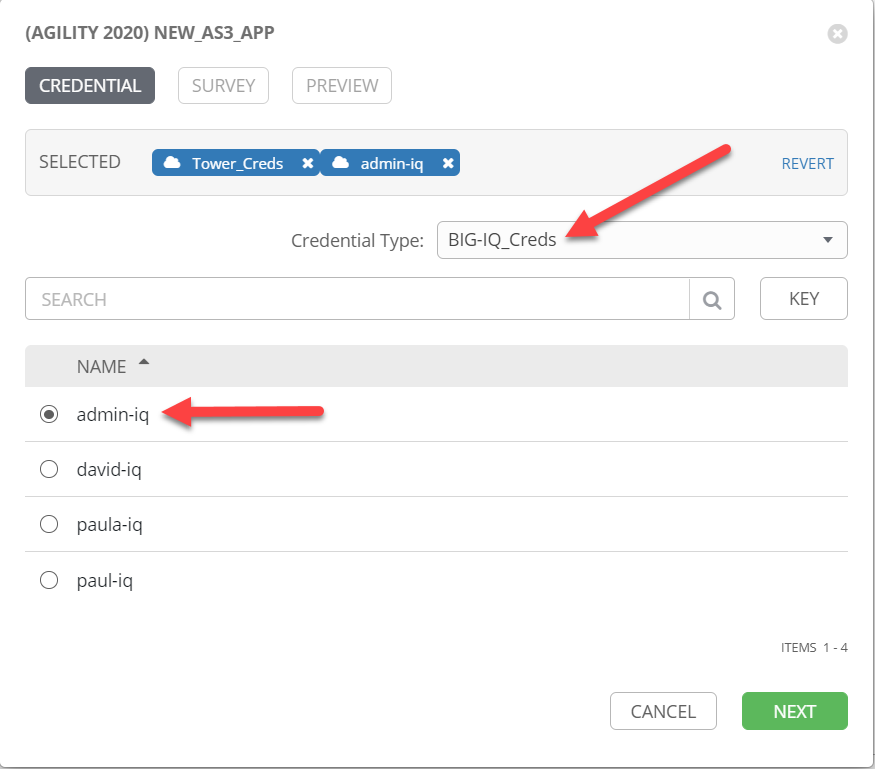 (AGILITY 2020) NEW_AS3_APP
CREDENTIAL SURVEY PREVIEW
SELECTED Tower_Creds admin-iq REVERT
Credential Type: BIG-IQ_Creds
SEARCH KEY
NAME
admin-iq
david-iq
paula-iq
paul-iq
ITEMS 1 - 4
CANCEL NEXT